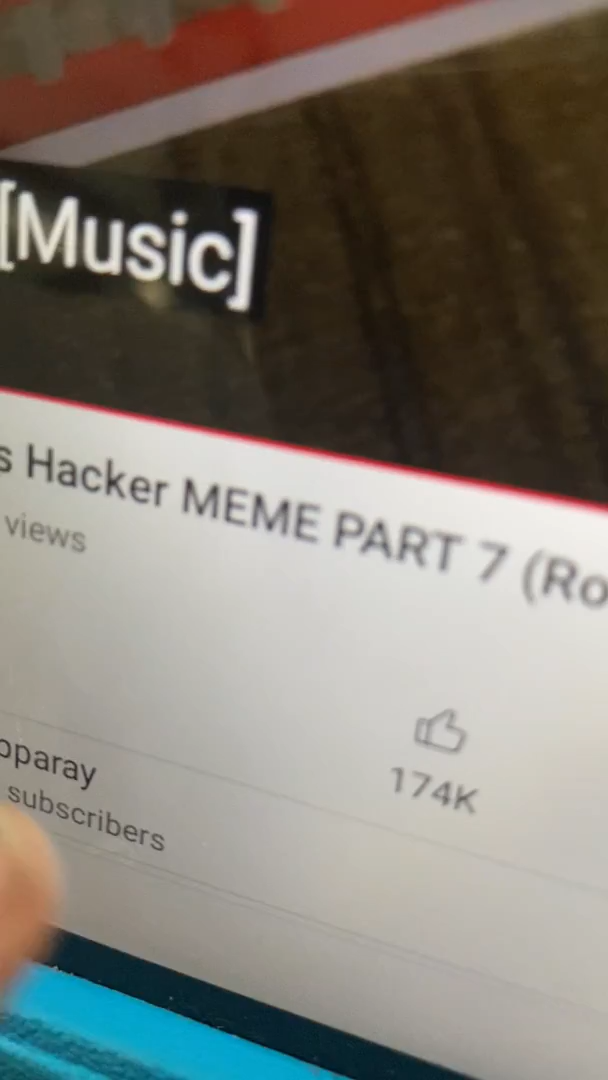 [Music]
s Hacker MEME PART 7 (Ro
views
174K
oparay
subscribers